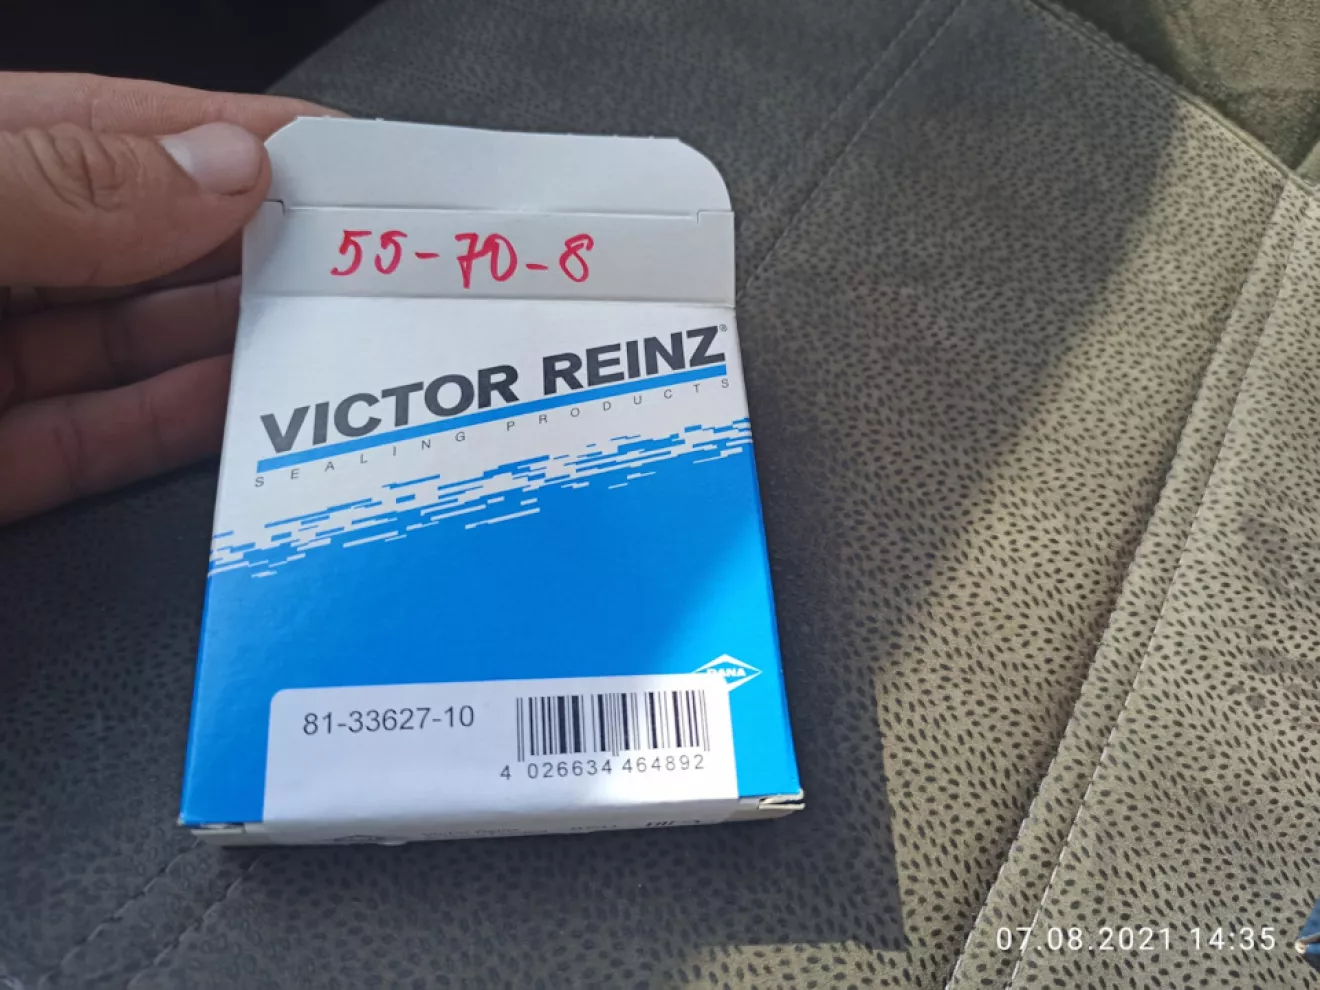 55-70-8
VICTOR REINZ®
SEALING PRODUCTS
DANA
81-33627-10
4 026634 464892
07.08.2021 14:35